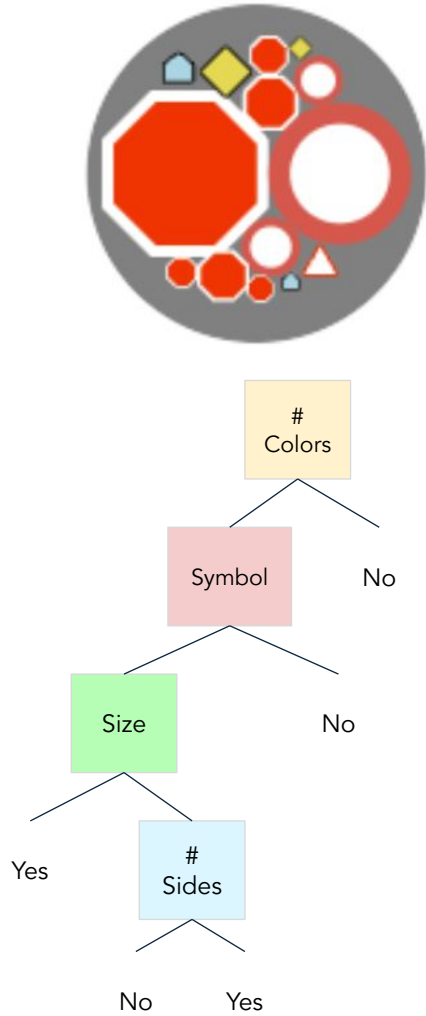 #
Colors
Symbol
No
Size
No
Yes
#
Sides
No
Yes